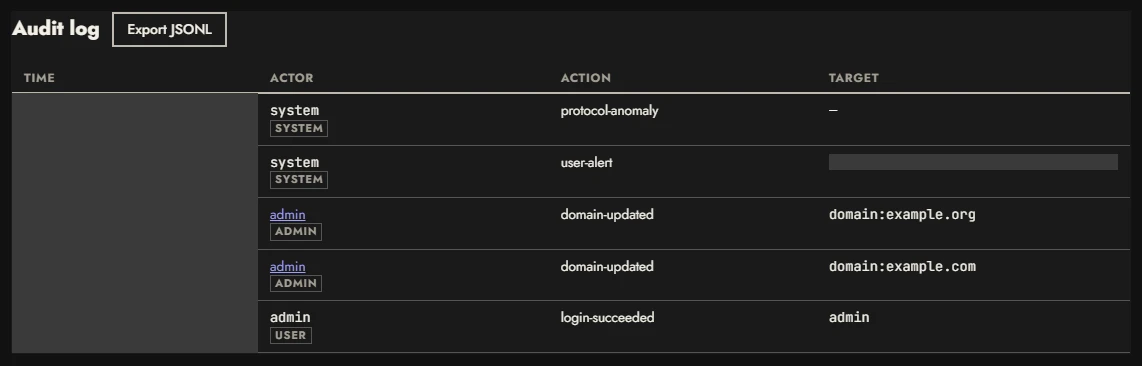 Audit log Export JSONL
TIME ACTOR ACTION TARGET
system protocol-anomaly —
SYSTEM
system user-alert
SYSTEM
admin domain-updated domain:example.org
ADMIN
admin domain-updated domain:example.com
ADMIN
admin login-succeeded admin
USER